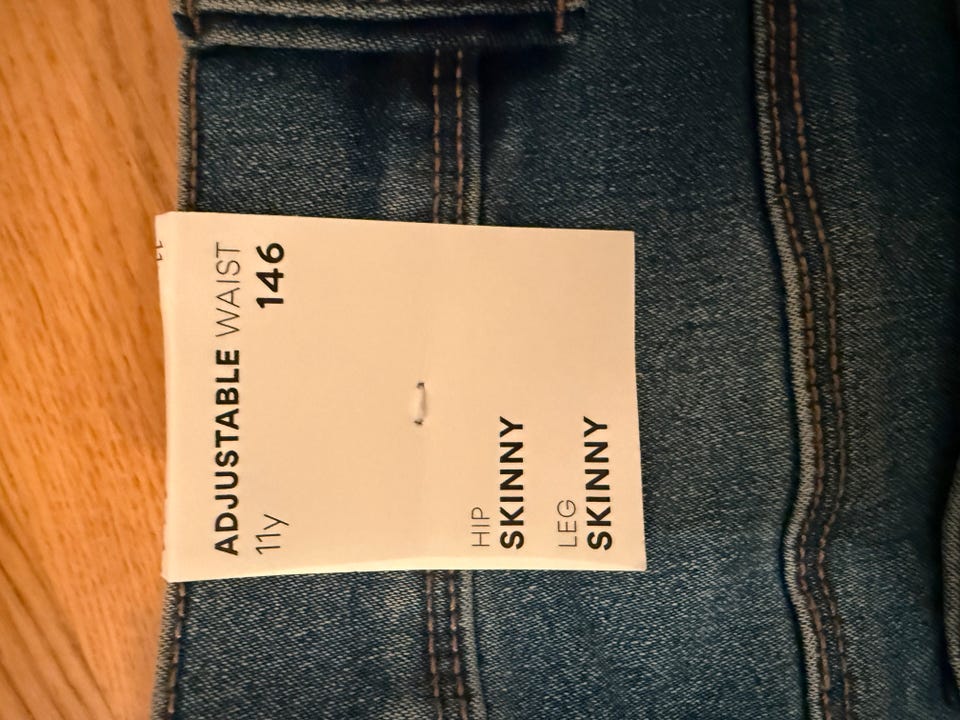 ADJUSTABLE WAIST
11y 146
HIP
SKINNY
LEG
SKINNY